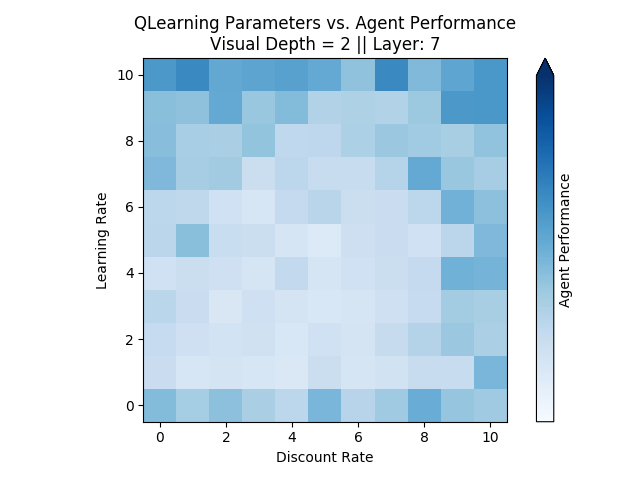 QLearning Parameters vs. Agent Performance
Visual Depth = 2 || Layer: 7
10
8
6
4
2
0
Learning Rate
0 2 4 6 8 10
Discount Rate
Agent Performance